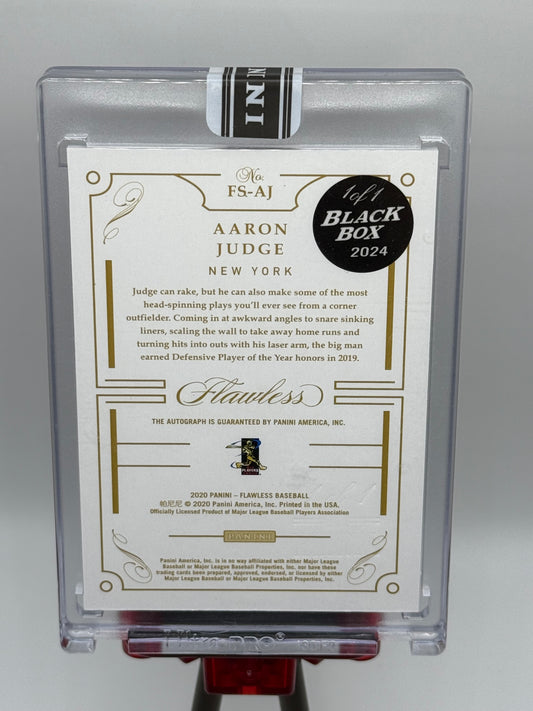 INNI
No.
FS-AJ
1 of 1
BLACK
BOX
2024
AARON
JUDGE
NEW YORK
Judge can rake, but he can also make some of the most
head-spinning plays you'll ever see from a corner
outfielder. Coming in at awkward angles to snare sinking
liners, scaling the wall to take away home runs and
turning hits into outs with his laser arm, the big man
earned Defensive Player of the Year honors in 2019.
Flawless
THE AUTOGRAPH IS GUARANTEED BY PANINI AMERICA, INC.
PLAYERS
2020 PANINI – FLAWLESS BASEBALL
帕尼尼 © 2020 Panini America, Inc. Printed in the USA.
Officially Licensed Product of Major League Baseball Players Association
PANINI
Panini America, Inc. is in no way affiliated with either Major League
Baseball or Major League Baseball Properties, Inc. nor have these
trading cards been prepared, approved, endorsed, or licensed by either
Major League Baseball or Major League Baseball Properties, Inc.